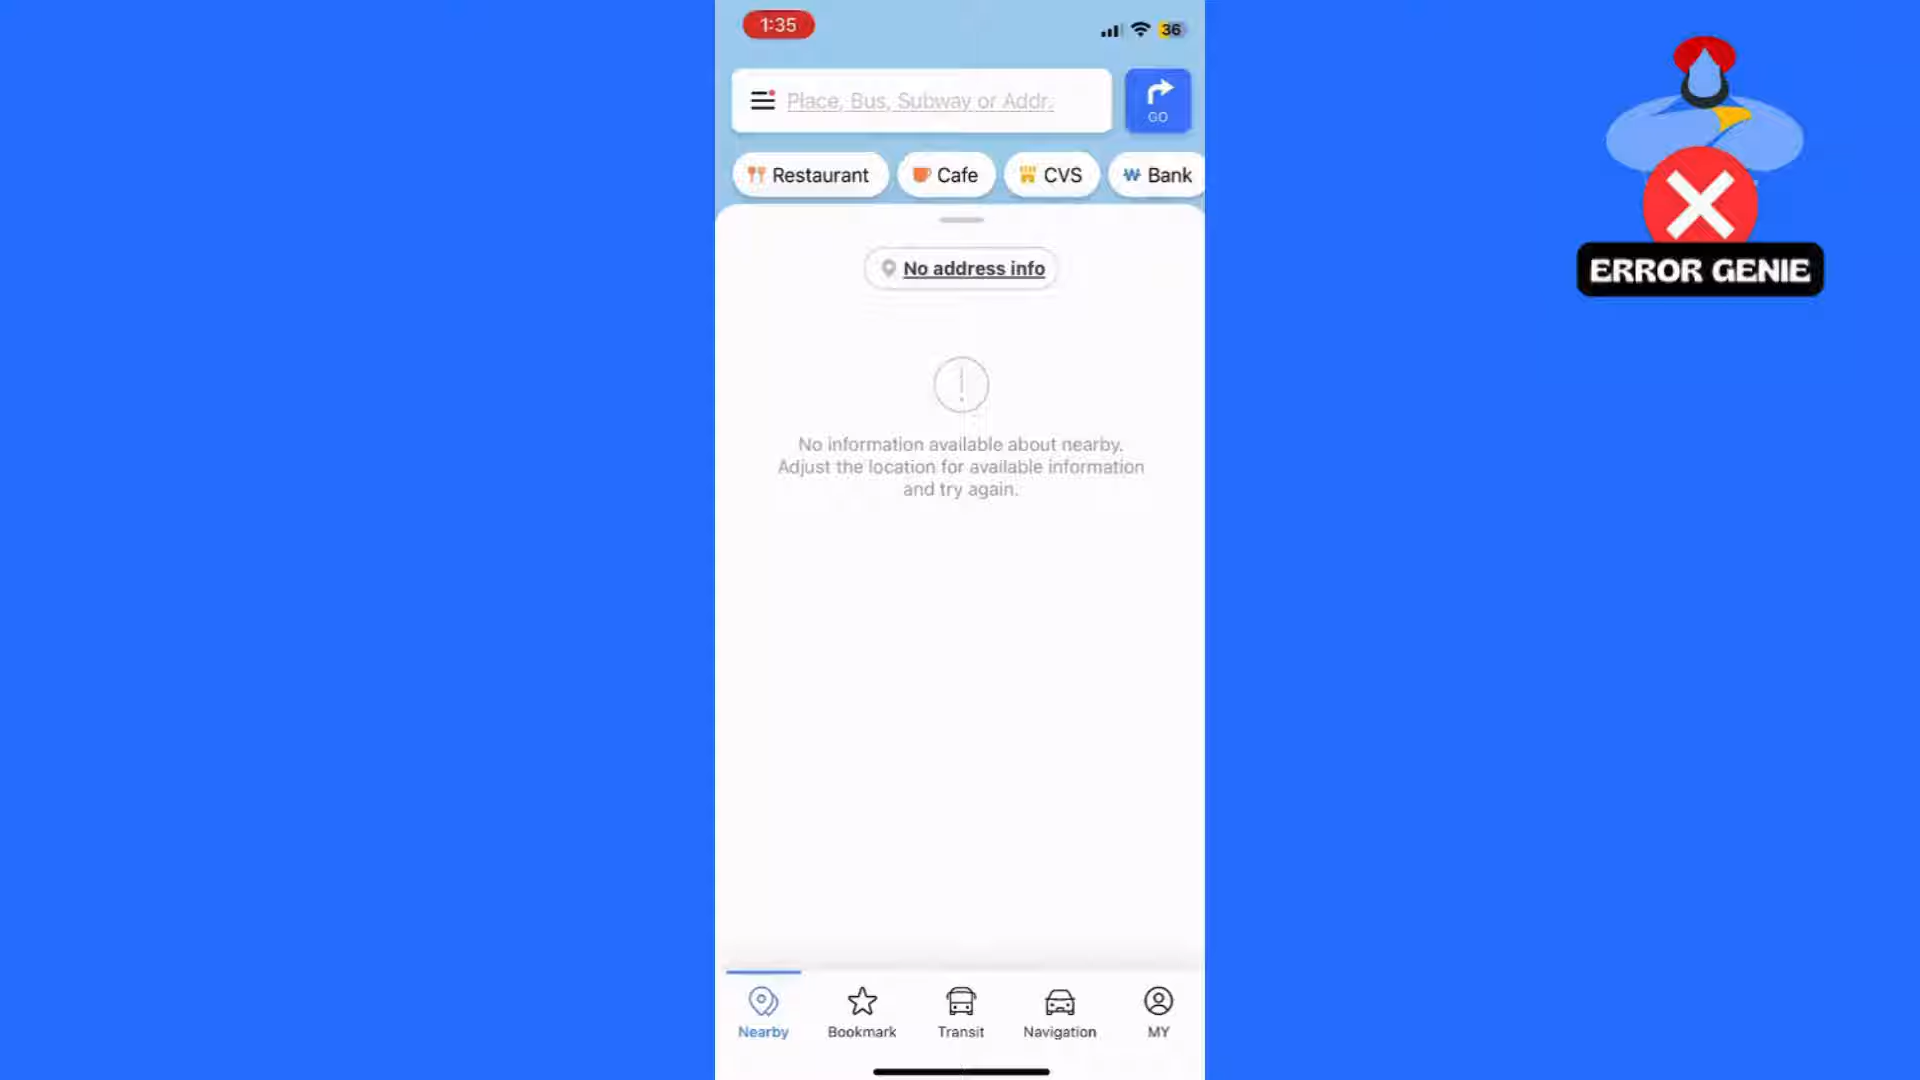 1:35
36
Place, Bus, Subway or Addr.
GO
Restaurant
Cafe
CVS
Bank
No address info
No information available about nearby.
Adjust the location for available information
and try again.
Nearby
Bookmark
Transit
Navigation
MY
ERROR GENIE